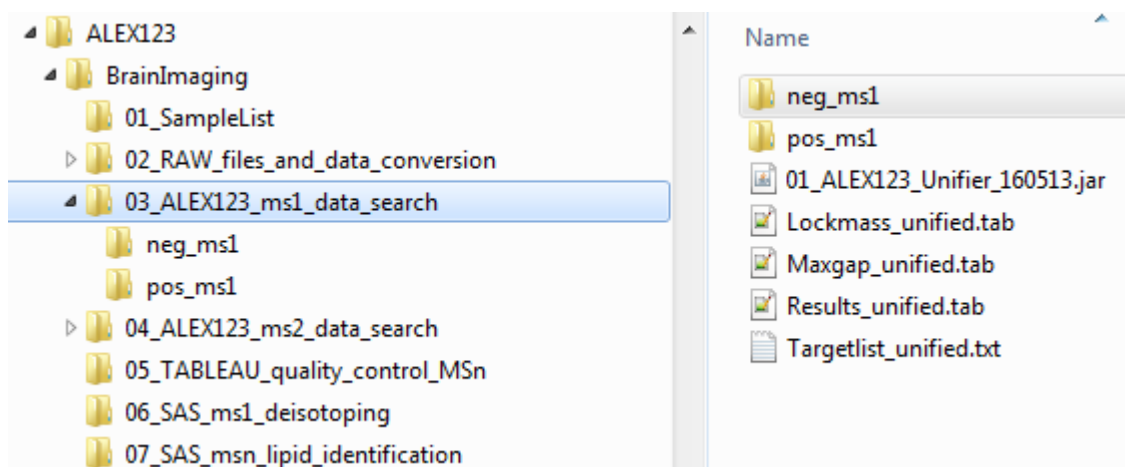 ALEX123
BrainImaging
01_SampleList
02_RAW_files_and_data_conversion
03_ALEX123_ms1_data_search
neg_ms1
pos_ms1
04_ALEX123_ms2_data_search
05_TABLEAU_quality_control_MSn
06_SAS_ms1_deisotoping
07_SAS_msn_lipid_identification
Name
neg_ms1
pos_ms1
01_ALEX123_Unifier_160513.jar
Lockmass_unified.tab
Maxgap_unified.tab
Results_unified.tab
Targetlist_unified.txt